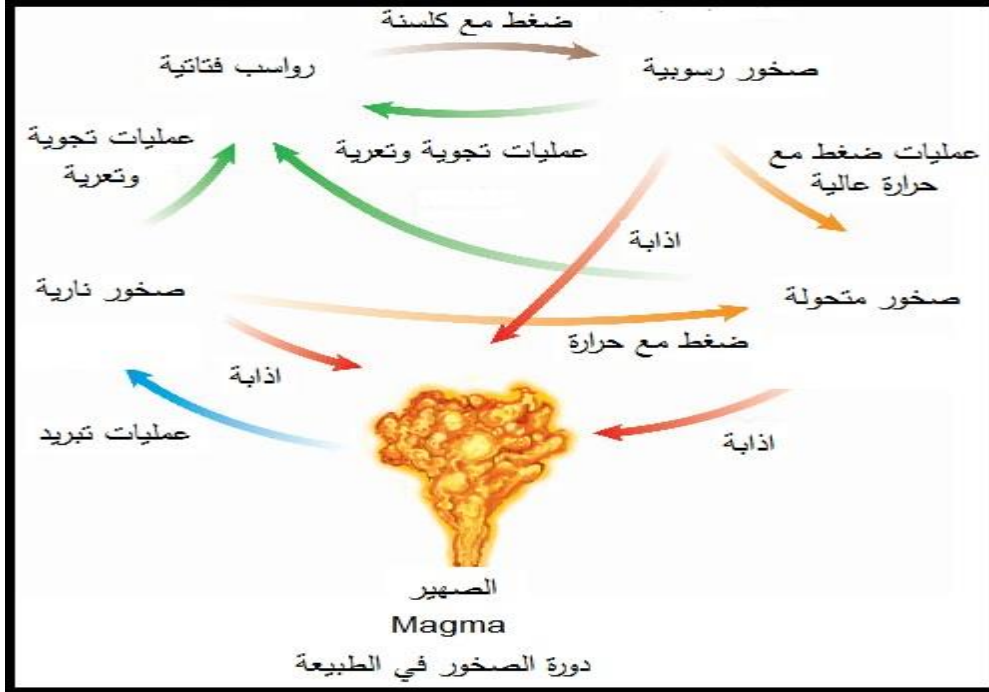 ضغط مع كلسنة
رواسب فتاتية
صخور رسوبية
عمليات تجوية
وتعرية
عمليات تجوية وتعرية
عمليات ضغط مع
حرارة عالية
اذابة
صخور نارية
صخور متحولة
ضغط مع حرارة
اذابة
عمليات تبريد
اذابة
الصهير
Magma
دورة الصخور في الطبيعة